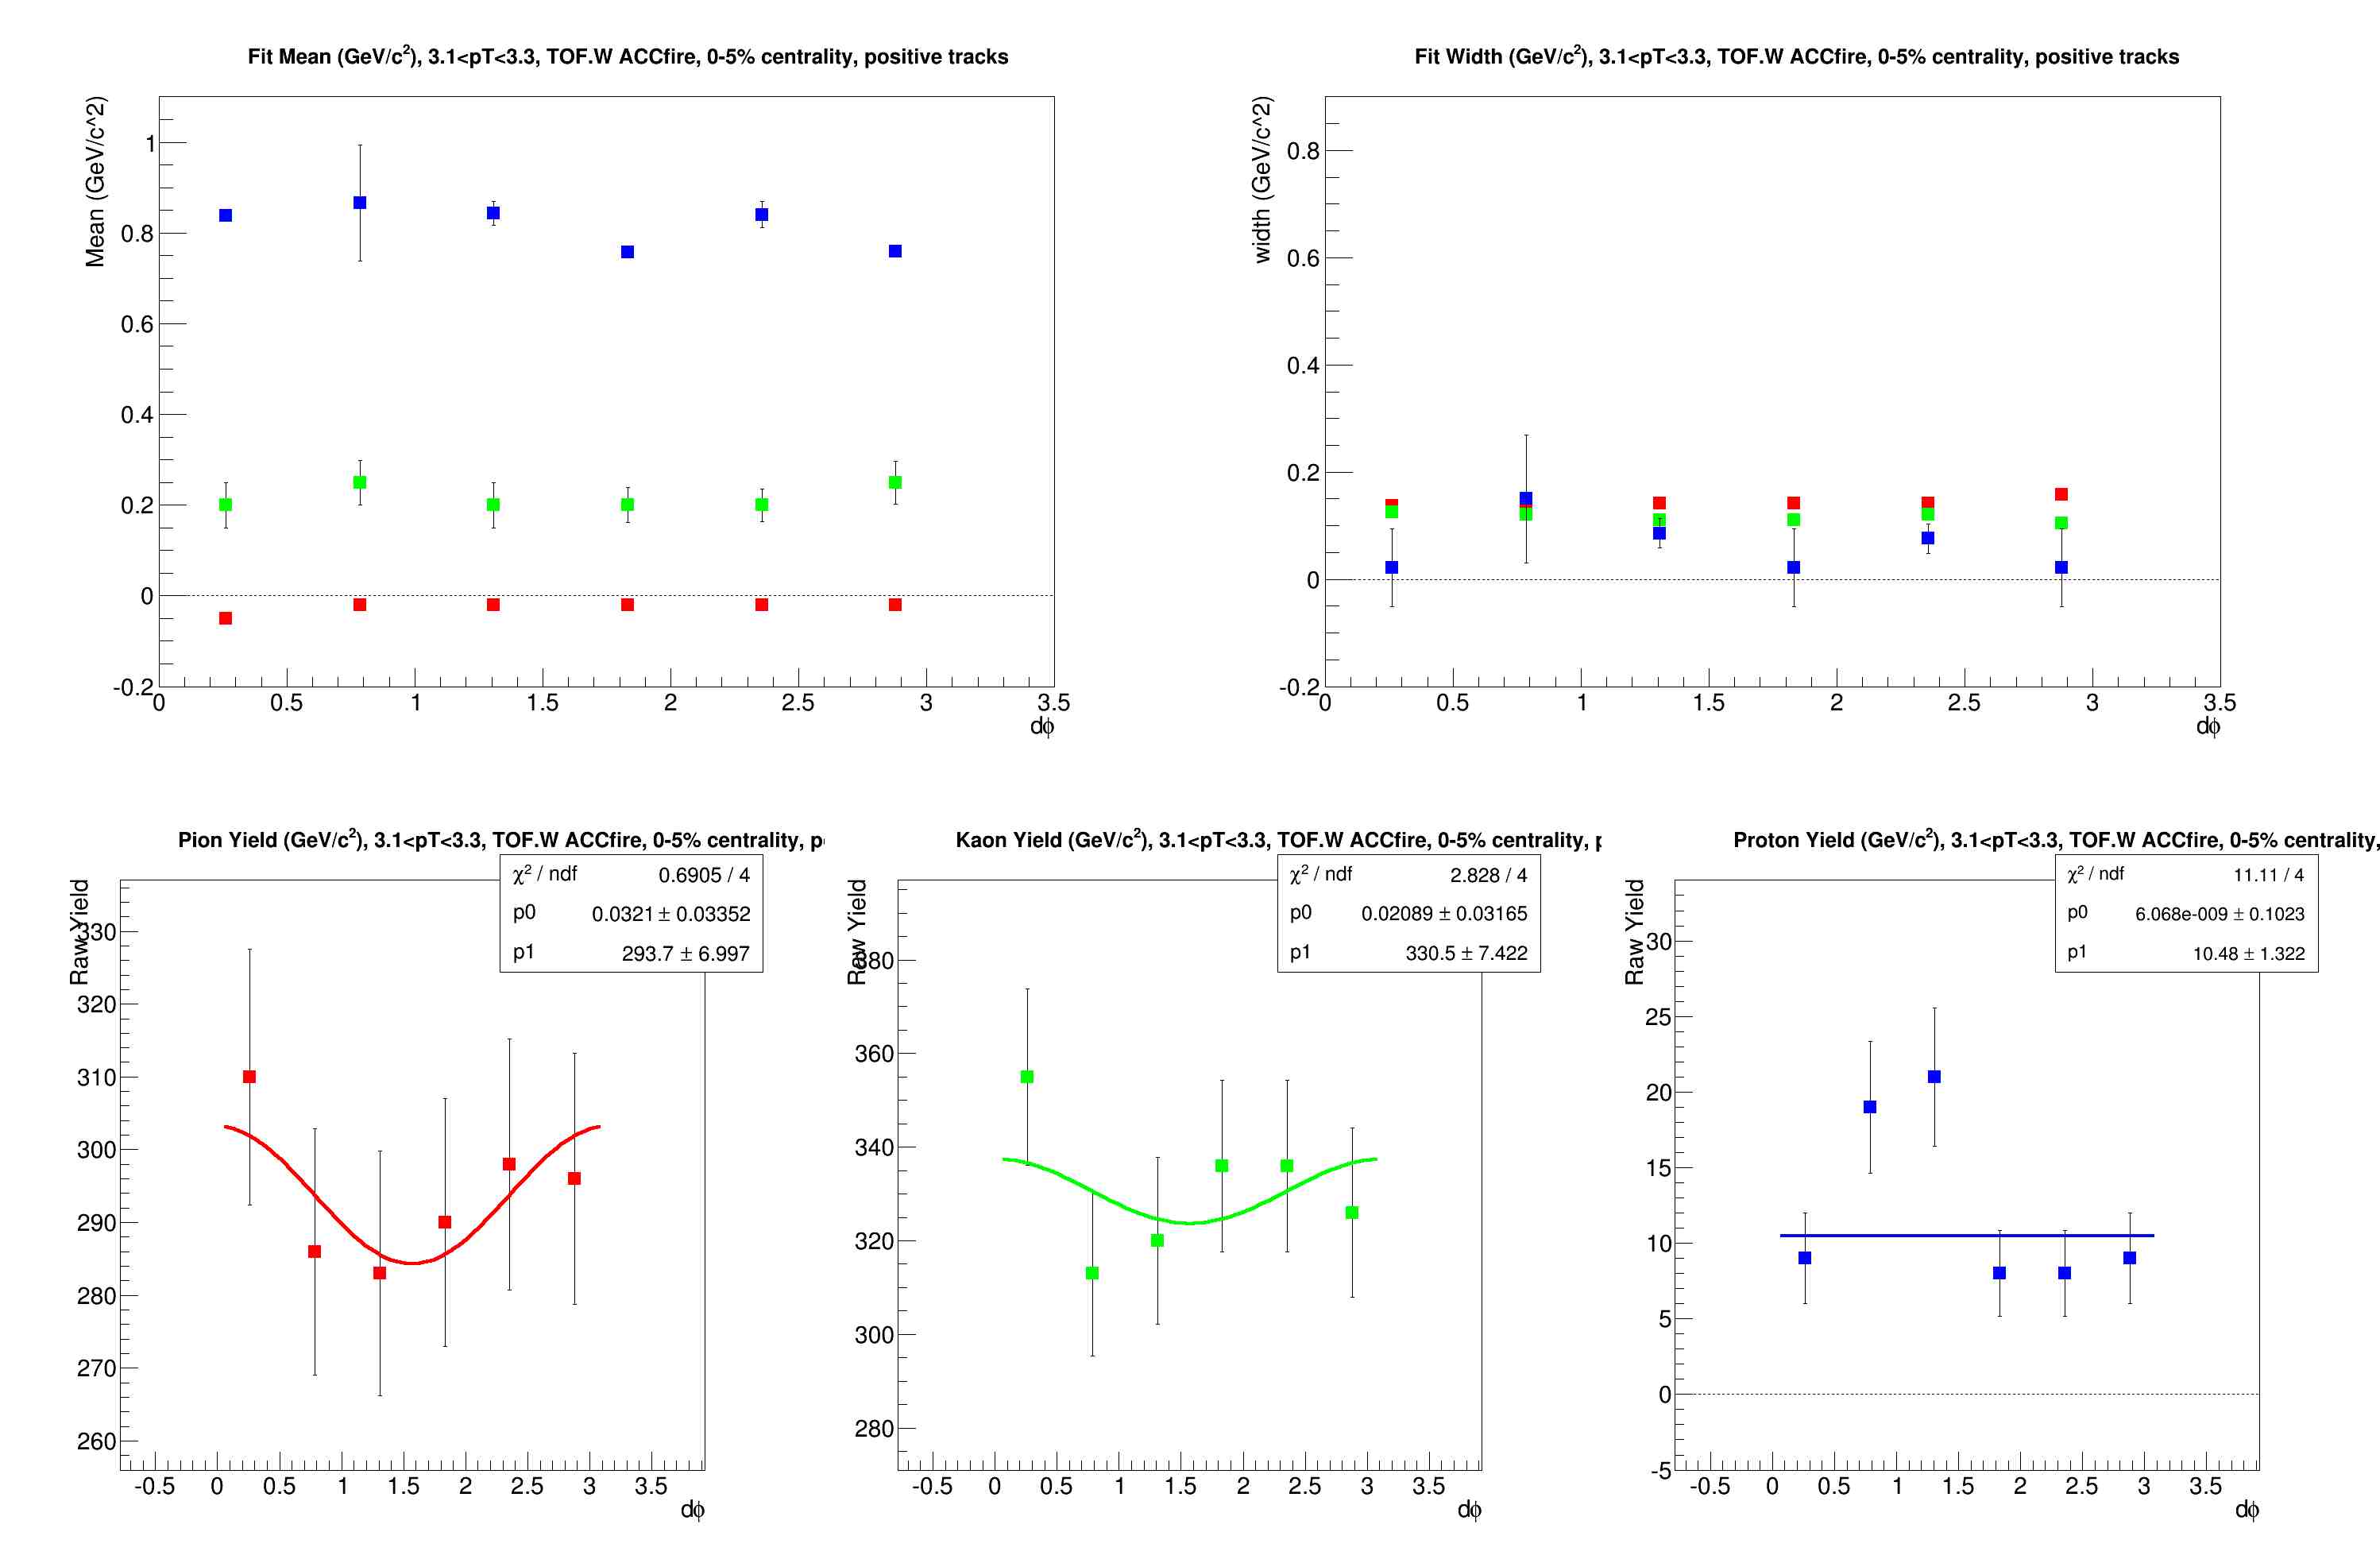 Fit Mean (GeV/c²), 3.1<pT<3.3, TOF.W ACCfire, 0-5% centrality, positive tracks
Mean (GeV/c^2)
1
0.8
0.6
0.4
0.2
0
-0.2
0 0.5 1 1.5 2 2.5 3 3.5
dϕ
Fit Width (GeV/c²), 3.1<pT<3.3, TOF.W ACCfire, 0-5% centrality, positive tracks
width (GeV/c^2)
0.8
0.6
0.4
0.2
0
-0.2
0 0.5 1 1.5 2 2.5 3 3.5
dϕ
Pion Yield (GeV/c²), 3.1<pT<3.3, TOF.W ACCfire, 0-5% centrality, p
χ² / ndf 0.6905 / 4
p0 0.0321 ± 0.03352
p1 293.7 ± 6.997
Raw Yield
330
320
310
300
290
280
270
260
-0.5 0 0.5 1 1.5 2 2.5 3 3.5
dϕ
Kaon Yield (GeV/c²), 3.1<pT<3.3, TOF.W ACCfire, 0-5% centrality, p
χ² / ndf 2.828 / 4
p0 0.02089 ± 0.03165
p1 330.5 ± 7.422
Raw Yield
380
360
340
320
300
280
-0.5 0 0.5 1 1.5 2 2.5 3 3.5
dϕ
Proton Yield (GeV/c²), 3.1<pT<3.3, TOF.W ACCfire, 0-5% centrality,
χ² / ndf 11.11 / 4
p0 6.068e-009 ± 0.1023
p1 10.48 ± 1.322
Raw Yield
30
25
20
15
10
5
0
-5
-0.5 0 0.5 1 1.5 2 2.5 3 3.5
dϕ